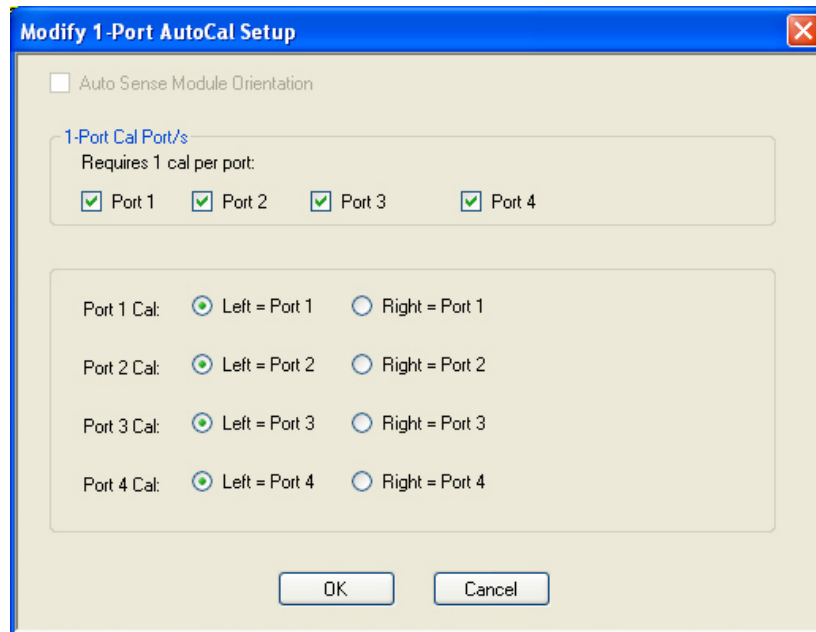 Modify 1-Port AutoCal Setup
Auto Sense Module Orientation
1-Port Cal Port/s
Requires 1 cal per port:
Port 1 Port 2 Port 3 Port 4
Port 1 Cal: Left = Port 1 Right = Port 1
Port 2 Cal: Left = Port 2 Right = Port 2
Port 3 Cal: Left = Port 3 Right = Port 3
Port 4 Cal: Left = Port 4 Right = Port 4
OK Cancel